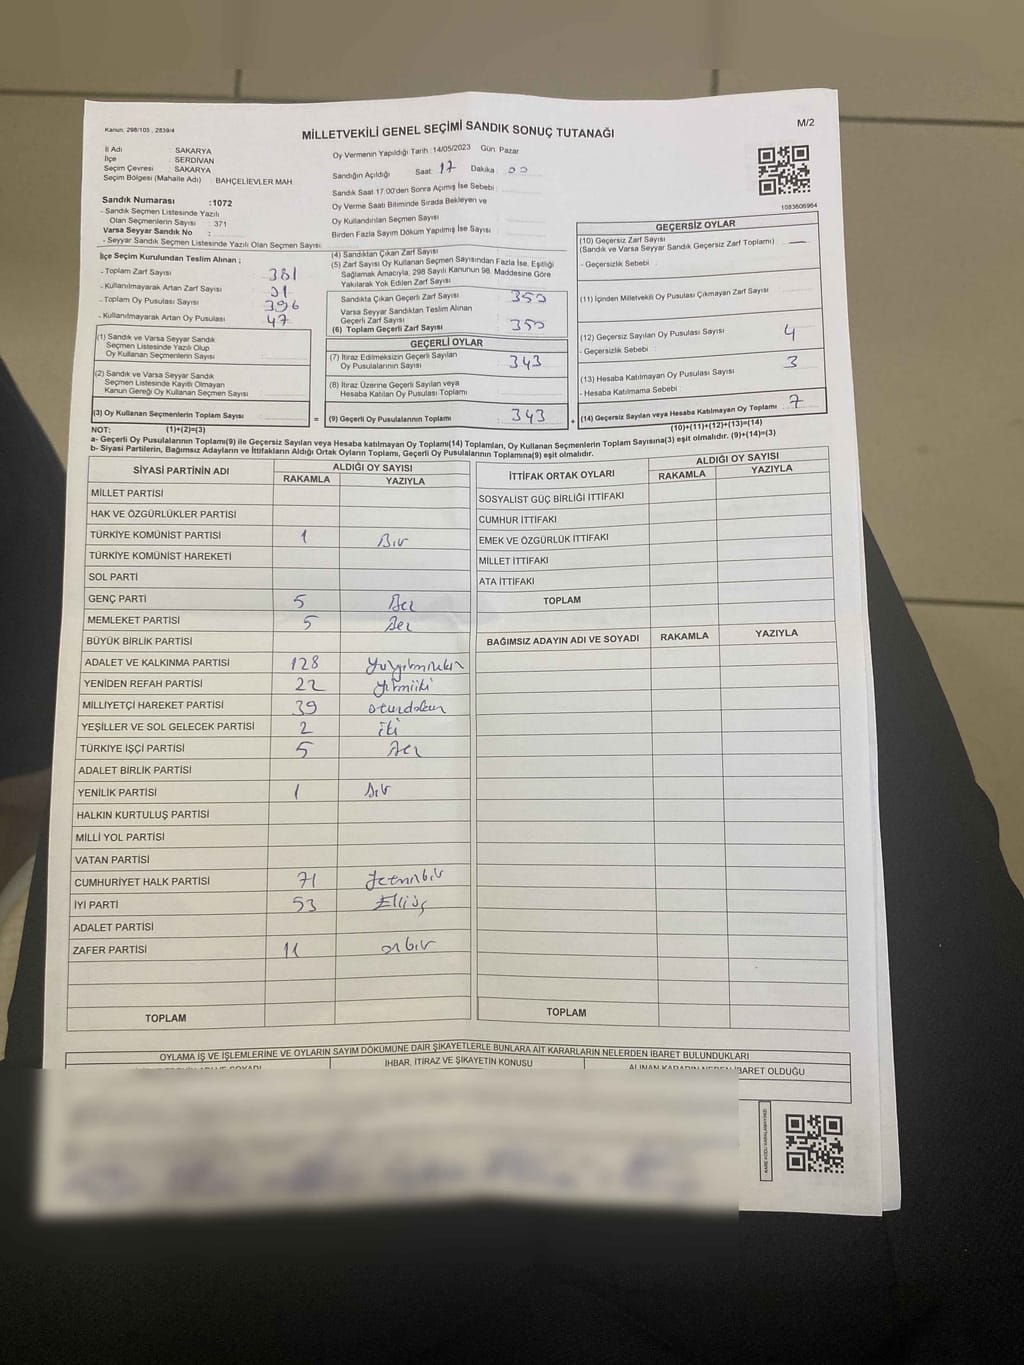 Kanun: 298/105 , 2839/4
MİLLETVEKİLİ GENEL SEÇİMİ SANDIK SONUÇ TUTANAĞI
M/2
İl Adı : SAKARYA
İlçe : SERDİVAN
Seçim Çevresi : SAKARYA
Seçim Bölgesi (Mahalle Adı) : BAHÇELİEVLER MAH.
Sandık Numarası :1072
- Sandık Seçmen Listesinde Yazılı
Olan Seçmenlerin Sayısı : 371
Varsa Seyyar Sandık No :
- Seyyar Sandık Seçmen Listesinde Yazılı Olan Seçmen Sayısı:
Oy Vermenin Yapıldığı Tarih :14/05/2023 Gün: Pazar
Sandığın Açıldığı Saat 17 Dakika 00
Sandık Saat 17:00'den Sonra Açımış İse Sebebi :
Oy Verme Saati Bitiminde Sırada Bekleyen ve
Oy Kullandırılan Seçmen Sayısı
Birden Fazla Sayım Döküm Yapılmış İse Sayısı :
1083606964
İlçe Seçim Kurulundan Teslim Alınan ;
- Toplam Zarf Sayısı : 381
- Kullanılmayarak Artan Zarf Sayısı : 31
- Toplam Oy Pusulası Sayısı : 396
- Kullanılmayarak Artan Oy Pusulası : 47
(4) Sandıktan Çıkan Zarf Sayısı
(5) Zarf Sayısı Oy Kullanan Seçmen Sayısından Fazla İse, Eşitliği
Sağlamak Amacıyla, 298 Sayılı Kanunun 98. Maddesine Göre
Yakılarak Yok Edilen Zarf Sayısı:
Sandıkta Çıkan Geçerli Zarf Sayısı : 350
Varsa Seyyar Sandıktan Teslim Alınan
Geçerli Zarf Sayısı :
(6) Toplam Geçerli Zarf Sayısı : 350
GEÇERSİZ OYLAR
(10) Geçersiz Zarf Sayısı
(Sandık ve Varsa Seyyar Sandık Geçersiz Zarf Toplamı) : —
- Geçersizlik Sebebi :
(11) İçinden Milletvekil Oy Pusulası Çıkmayan Zarf Sayısı :
(12) Geçersiz Sayılan Oy Pusulası Sayısı : 4
- Geçersizlik Sebebi :
(13) Hesaba Katılmayan Oy Pusulası Sayısı : 3
- Hesaba Katılmama Sebebi :
(14) Geçersiz Sayılan veya Hesaba Katılmayan Oy Toplamı : 7
(1) Sandık ve Varsa Seyyar Sandık
Seçmen Listesinde Yazılı Olup
Oy Kullanan Seçmenlerin Sayısı :
(2) Sandık ve Varsa Seyyar Sandık
Seçmen Listesinde Kayıtlı Olmayan
Kanun Gereği Oy Kullanan Seçmen Sayısı:
(3) Oy Kullanan Seçmenlerin Toplam Sayısı :
GEÇERLİ OYLAR
(7) İtiraz Edilmeksizin Geçerli Sayılan
Oy Pusulalarının Sayısı : 343
(8) İtiraz Üzerine Geçerli Sayılan veya
Hesaba Katılan Oy Pusulası Toplamı :
= (9) Geçerli Oy Pusulalarının Toplamı : 343 +
NOT: (1)+(2)=(3)
(10)+(11)+(12)+(13)=(14)
a- Geçerli Oy Pusulalarının Toplamı(9) ile Geçersiz Sayılan veya Hesaba katılmayan Oy Toplamı(14) Toplamları, Oy Kullanan Seçmenlerin Toplam Sayısına(3) eşit olmalıdır. (9)+(14)=(3)
b- Siyasi Partilerin, Bağımsız Adayların ve İttifakların Aldığı Ortak Oyların Toplamı, Geçerli Oy Pusulalarının Toplamına(9) eşit olmalıdır.
SİYASİ PARTİNİN ADI ALDIĞI OY SAYISI
RAKAMLA YAZIYLA
MİLLET PARTİSİ
HAK VE ÖZGÜRLÜKLER PARTİSİ
TÜRKİYE KOMÜNİST PARTİSİ 1 Bir
TÜRKİYE KOMÜNİST HAREKETİ
SOL PARTİ
GENÇ PARTİ 5 Beş
MEMLEKET PARTİSİ 5 Beş
BÜYÜK BİRLİK PARTİSİ
ADALET VE KALKINMA PARTİSİ 128 Yüzyirmisekiz
YENİDEN REFAH PARTİSİ 22 yirmiiki
MİLLİYETÇİ HAREKET PARTİSİ 39 otuzdokuz
YEŞİLLER VE SOL GELECEK PARTİSİ 2 iki
TÜRKİYE İŞÇİ PARTİSİ 5 Beş
ADALET BİRLİK PARTİSİ
YENİLİK PARTİSİ 1 Bir
HALKIN KURTULUŞ PARTİSİ
MİLLİ YOL PARTİSİ
VATAN PARTİSİ
CUMHURİYET HALK PARTİSİ 71 Yetmişbir
İYİ PARTİ 53 Elliüç
ADALET PARTİSİ
ZAFER PARTİSİ 11 onbir
TOPLAM
İTTİFAK ORTAK OYLARI ALDIĞI OY SAYISI
RAKAMLA YAZIYLA
SOSYALİST GÜÇ BİRLİĞİ İTTİFAKI
CUMHUR İTTİFAKI
EMEK VE ÖZGÜRLÜK İTTİFAKI
MİLLET İTTİFAKI
ATA İTTİFAKI
TOPLAM
BAĞIMSIZ ADAYIN ADI VE SOYADI RAKAMLA YAZIYLA
TOPLAM
OYLAMA İŞ VE İŞLEMLERİNE VE OYLARIN SAYIM DÖKÜMÜNE DAİR ŞİKAYETLERLE BUNLARA AİT KARARLARIN NELERDEN İBARET BULUNDUKLARI
İHBAR, İTİRAZ VE ŞİKAYETİN KONUSU
ALINAN KARARIN NEDEN İBARET OLDUĞU